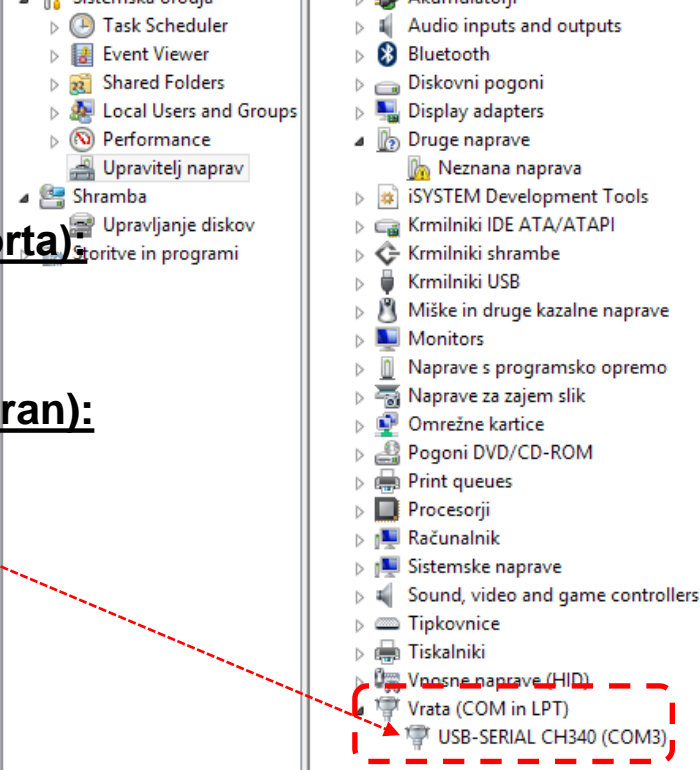 Sistemska orodja
Task Scheduler
Event Viewer
Shared Folders
Local Users and Groups
Performance
Upravitelj naprav
Shramba
Upravljanje diskov
Storitve in programi
orta):
ran):
Akumulatorji
Audio inputs and outputs
Bluetooth
Diskovni pogoni
Display adapters
Druge naprave
Neznana naprava
iSYSTEM Development Tools
Krmilniki IDE ATA/ATAPI
Krmilniki shrambe
Krmilniki USB
Miške in druge kazalne naprave
Monitors
Naprave s programsko opremo
Naprave za zajem slik
Omrežne kartice
Pogoni DVD/CD-ROM
Print queues
Procesorji
Računalnik
Sistemske naprave
Sound, video and game controllers
Tipkovnice
Tiskalniki
Vnosne naprave (HID)
Vrata (COM in LPT)
USB-SERIAL CH340 (COM3)